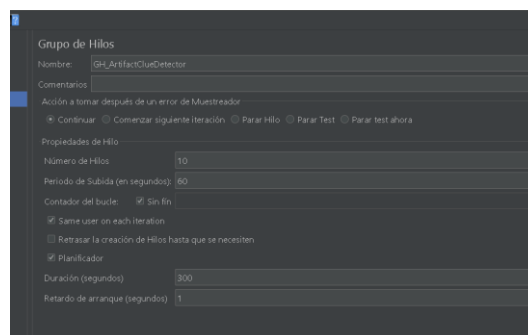 Grupo de Hilos
Nombre: GH_ArtifactClueDetector
Comentarios
Acción a tomar después de un error de Muestreador
Continuar Comenzar siguiente iteración Parar Hilo Parar Test Parar test ahora
Propiedades de Hilo
Número de Hilos 10
Periodo de Subida (en segundos): 60
Contador del bucle: Sin fín
Same user on each iteration
Retrasar la creación de Hilos hasta que se necesiten
Planificador
Duración (segundos) 300
Retardo de arranque (segundos) 1